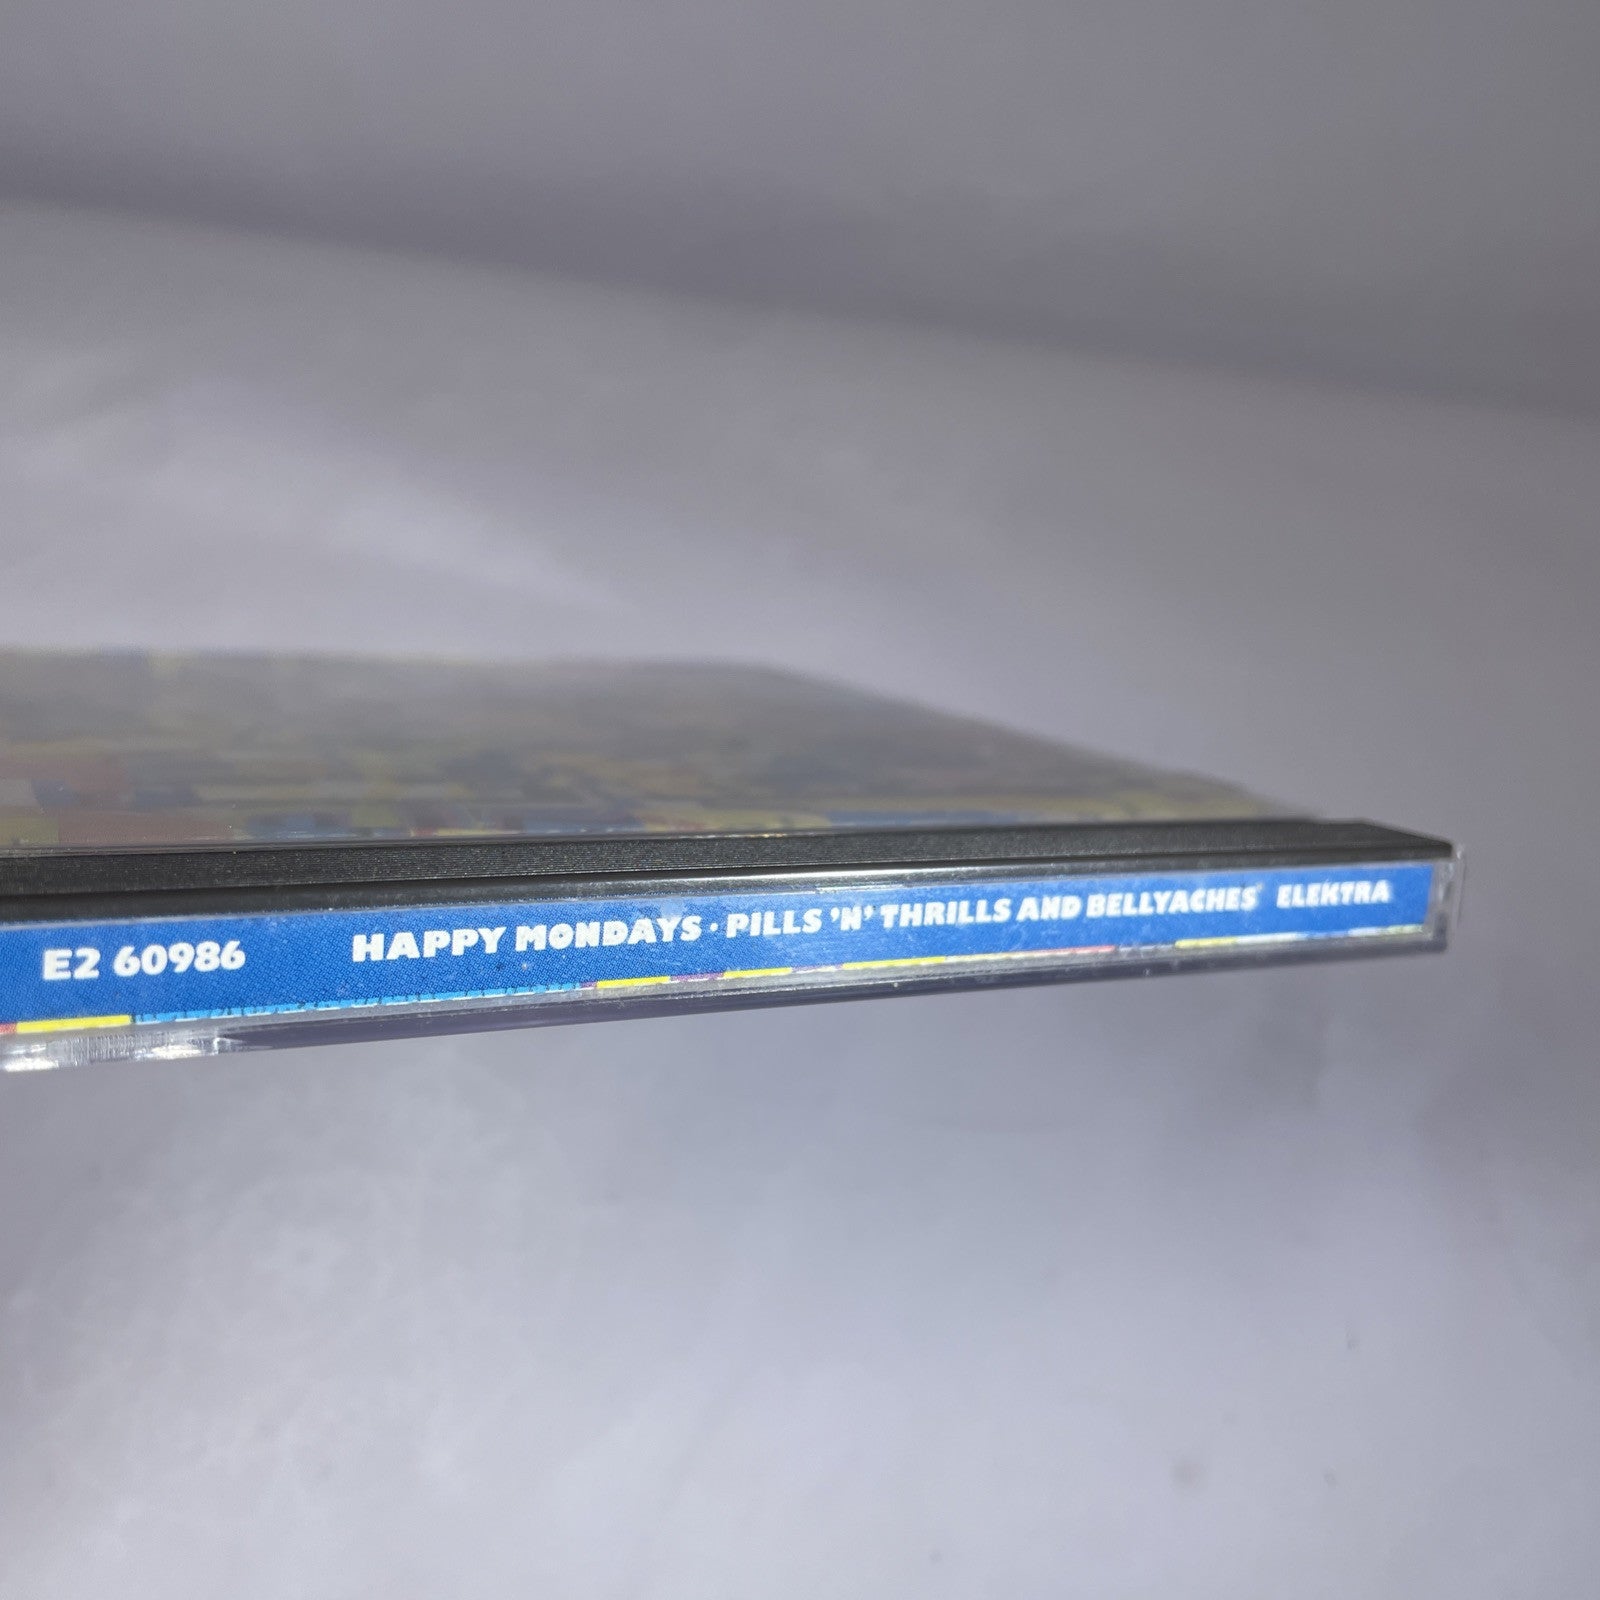 E2 60986 HAPPY MONDAYS · PILLS 'N' THRILLS AND BELLYACHES ELEKTRA